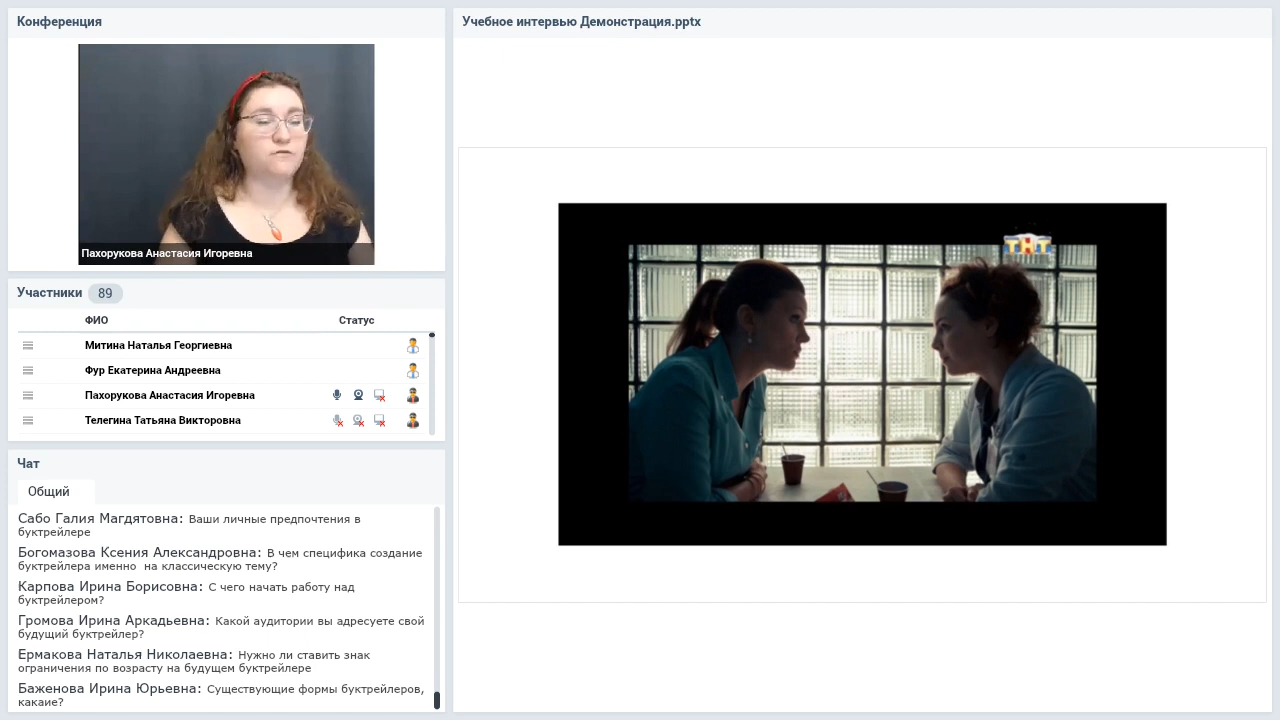 Конференция
Пахорукова Анастасия Игоревна
Участники 89
ФИО Статус
Митина Наталья Георгиевна
Фур Екатерина Андреевна
Пахорукова Анастасия Игоревна
Телегина Татьяна Викторовна
Чат
Общий
Сабо Галия Магдятовна: Ваши личные предпочтения в
буктрейлере
Богомазова Ксения Александровна: В чем специфика создание
буктрейлера именно  на классическую тему?
Карпова Ирина Борисовна: С чего начать работу над
буктрейлером?
Громова Ирина Аркадьевна: Какой аудитории вы адресуете свой
будущий буктрейлер?
Ермакова Наталья Николаевна: Нужно ли ставить знак
ограничения по возрасту на будущем буктрейлере
Баженова Ирина Юрьевна: Существующие формы буктрейлеров,
какаие?
Учебное интервью Демонстрация.pptx
ТНТ